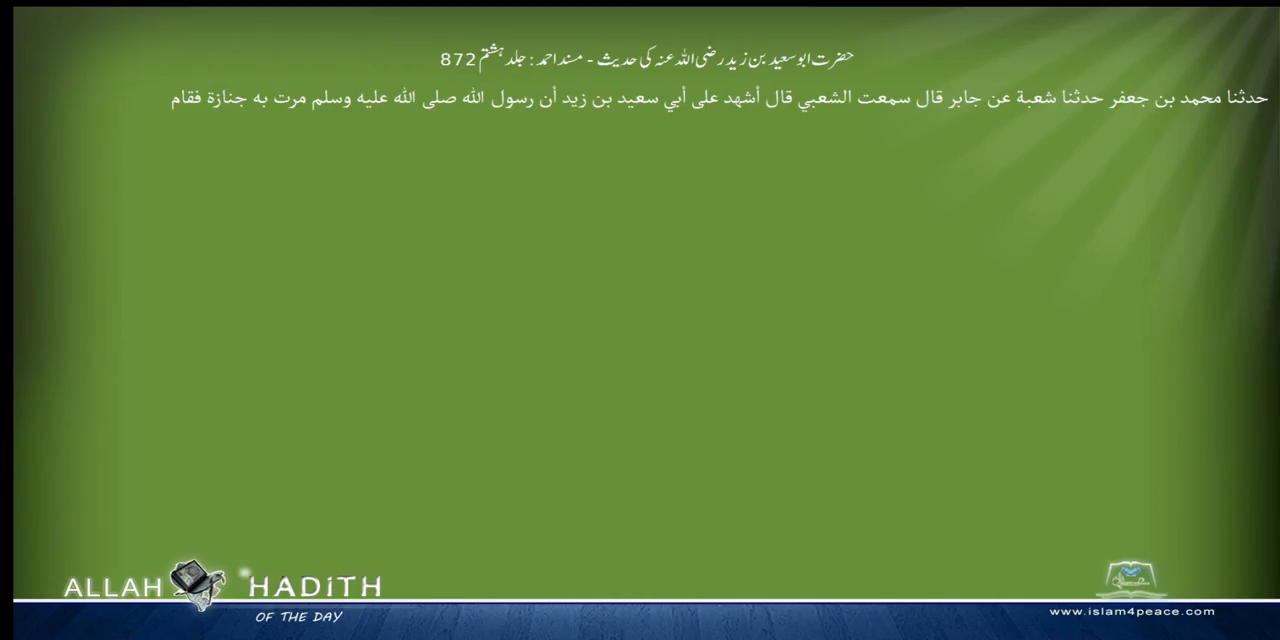 حضرت ابوسعید بن زید رضی اللہ عنہ کی حدیث - مسند احمد : جلد ہشتم 872
حدثنا محمد بن جعفر حدثنا شعبة عن جابر قال سمعت الشعبي قال أشهد على أبي سعيد بن زيد أن رسول الله صلى الله عليه وسلم مرت به جنازة فقام
ALLAH HADITH
OF THE DAY
www.islam4peace.com